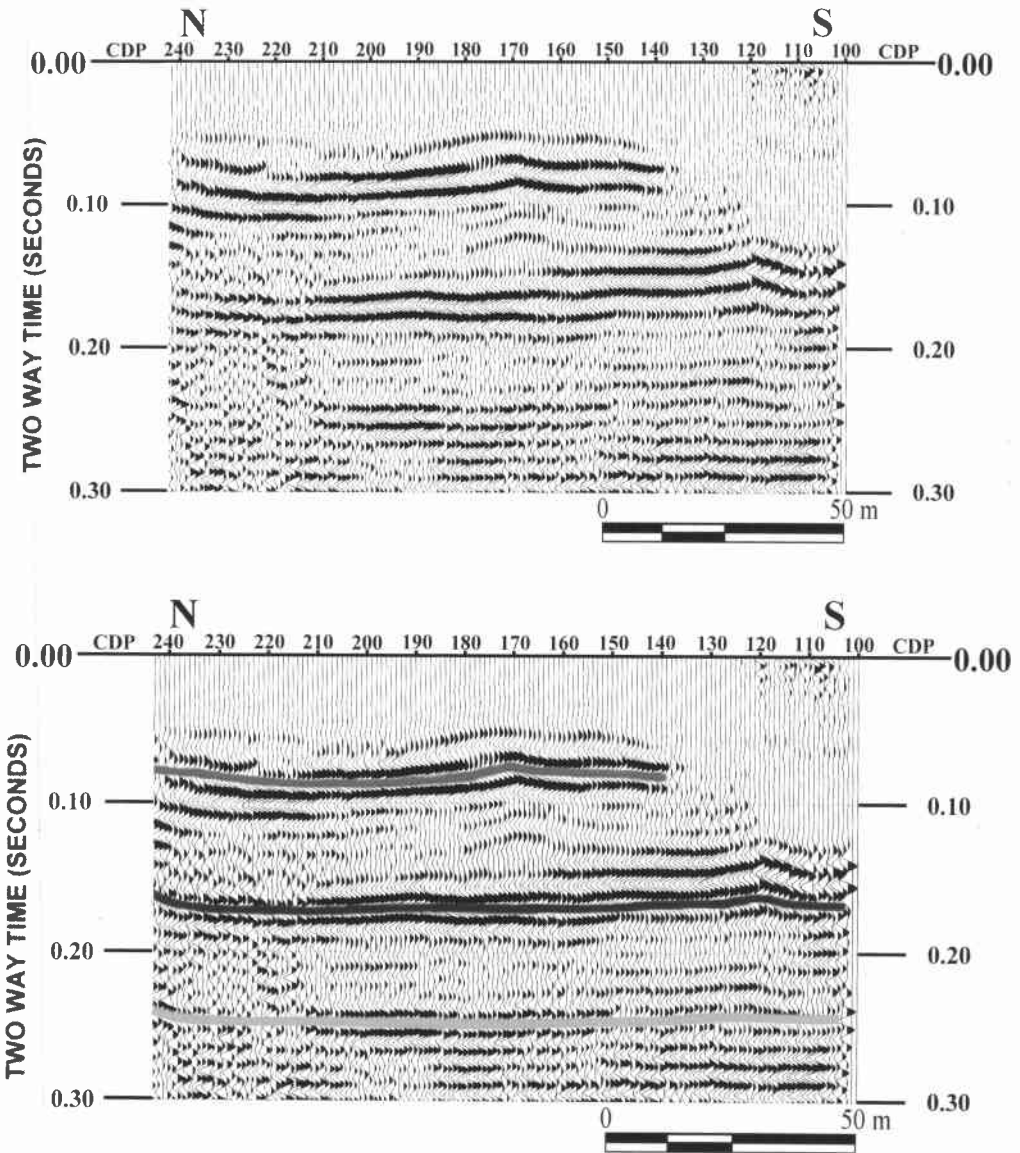 N S
CDP 240 230 220 210 200 190 180 170 160 150 140 130 120 110 100 CDP
0.00 0.00
TWO WAY TIME (SECONDS)
0.10 0.10
0.20 0.20
0.30 0.30
0 50 m
N S
CDP 240 230 220 210 200 190 180 170 160 150 140 130 120 110 100 CDP
0.00 0.00
TWO WAY TIME (SECONDS)
0.10 0.10
0.20 0.20
0.30 0.30
0 50 m